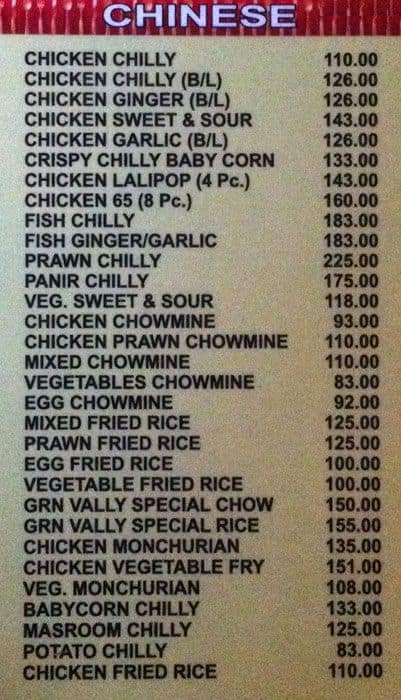 CHINESE
CHICKEN CHILLY 110.00
CHICKEN CHILLY (B/L) 126.00
CHICKEN GINGER (B/L) 126.00
CHICKEN SWEET & SOUR 143.00
CHICKEN GARLIC (B/L) 126.00
CRISPY CHILLY BABY CORN 133.00
CHICKEN LALIPOP (4 Pc.) 143.00
CHICKEN 65 (8 Pc.) 160.00
FISH CHILLY 183.00
FISH GINGER/GARLIC 183.00
PRAWN CHILLY 225.00
PANIR CHILLY 175.00
VEG. SWEET & SOUR 118.00
CHICKEN CHOWMINE 93.00
CHICKEN PRAWN CHOWMINE 110.00
MIXED CHOWMINE 110.00
VEGETABLES CHOWMINE 83.00
EGG CHOWMINE 92.00
MIXED FRIED RICE 125.00
PRAWN FRIED RICE 125.00
EGG FRIED RICE 100.00
VEGETABLE FRIED RICE 100.00
GRN VALLY SPECIAL CHOW 150.00
GRN VALLY SPECIAL RICE 155.00
CHICKEN MONCHURIAN 135.00
CHICKEN VEGETABLE FRY 151.00
VEG. MONCHURIAN 108.00
BABYCORN CHILLY 133.00
MASROOM CHILLY 125.00
POTATO CHILLY 83.00
CHICKEN FRIED RICE 110.00